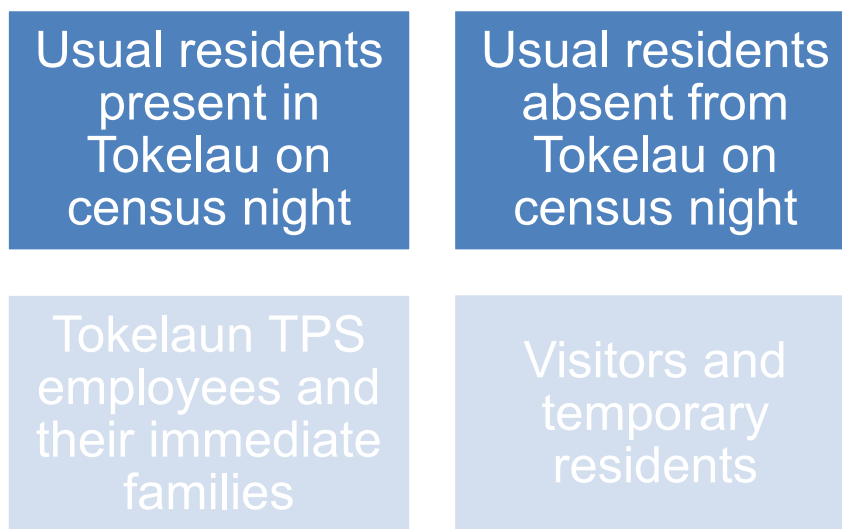 Usual residents
present in
Tokelau on
census night
Usual residents
absent from
Tokelau on
census night
Tokelaun TPS
employees and
their immediate
families
Visitors and
temporary
residents